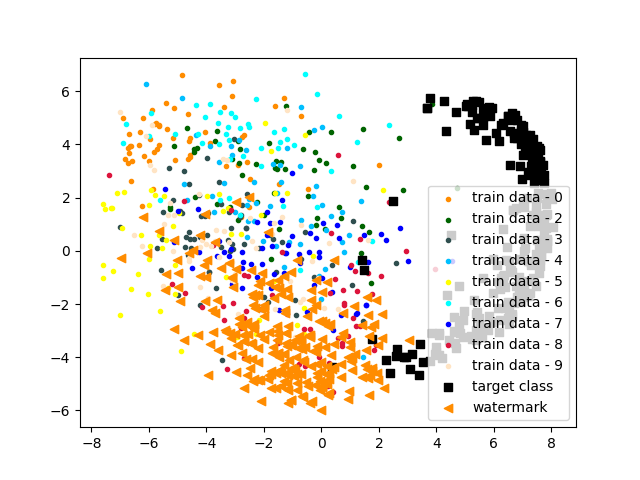 6
4
2
0
−2
−4
−6
−8
−6
−4
−2
0
2
4
6
8
train data - 0
train data - 2
train data - 3
train data - 4
train data - 5
train data - 6
train data - 7
train data - 8
train data - 9
target class
watermark